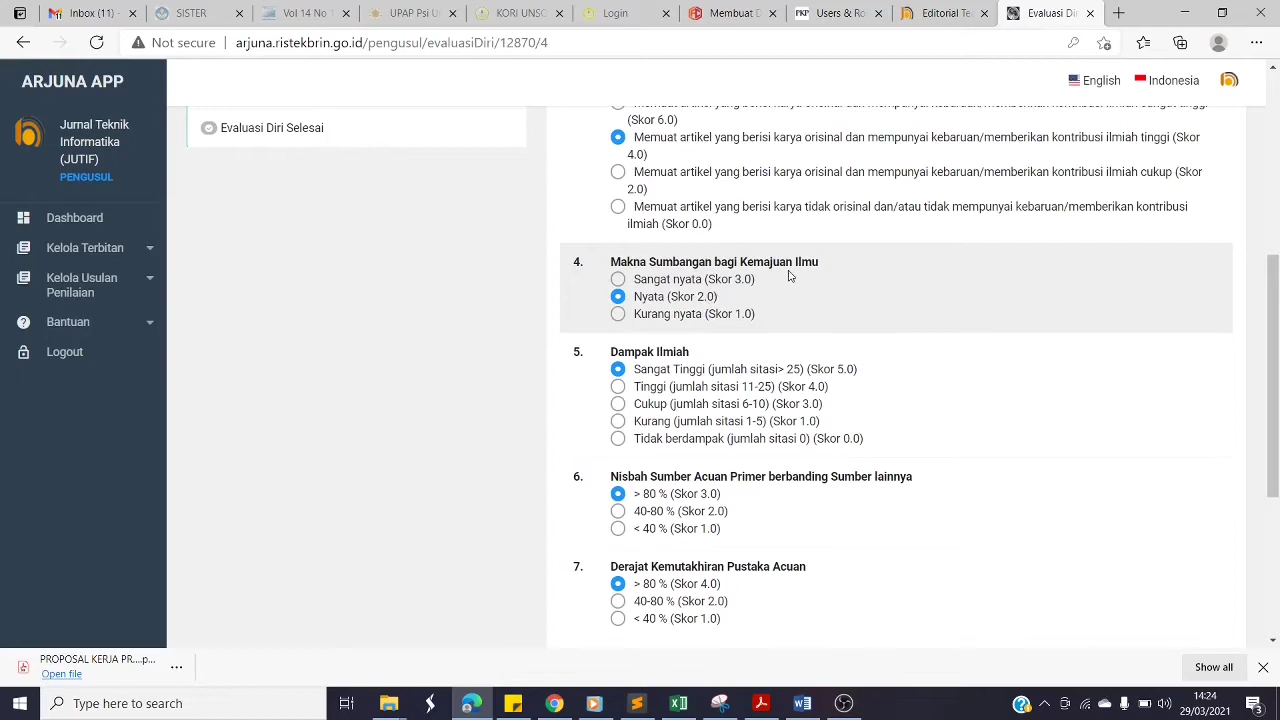 Inbox (11) -
SISTER
Vol 14 No 1
UPAP Psi Un
KORI UNSO
Login
Membuat D
Users & Ro
Editorial Te
Evaluasi Dir
Not secure
arjuna.ristekbrin.go.id/pengusul/evaluasiDiri/12870/4
ARJUNA APP
English
Indonesia
Jurnal Teknik
Informatika
(JUTIF)
PENGUSUL
Dashboard
Kelola Terbitan
Kelola Usulan
Penilaian
Bantuan
Logout
Evaluasi Diri Selesai
(Skor 6.0)
Memuat artikel yang berisi karya orisinal dan mempunyai kebaruan/memberikan kontribusi ilmiah tinggi (Skor
4.0)
Memuat artikel yang berisi karya orisinal dan mempunyai kebaruan/memberikan kontribusi ilmiah cukup (Skor
2.0)
Memuat artikel yang berisi karya tidak orisinal dan/atau tidak mempunyai kebaruan/memberikan kontribusi
ilmiah (Skor 0.0)
4. Makna Sumbangan bagi Kemajuan Ilmu
Sangat nyata (Skor 3.0)
Nyata (Skor 2.0)
Kurang nyata (Skor 1.0)
5. Dampak Ilmiah
Sangat Tinggi (jumlah sitasi> 25) (Skor 5.0)
Tinggi (jumlah sitasi 11-25) (Skor 4.0)
Cukup (jumlah sitasi 6-10) (Skor 3.0)
Kurang (jumlah sitasi 1-5) (Skor 1.0)
Tidak berdampak (jumlah sitasi 0) (Skor 0.0)
6. Nisbah Sumber Acuan Primer berbanding Sumber lainnya
> 80 % (Skor 3.0)
40-80 % (Skor 2.0)
< 40 % (Skor 1.0)
7. Derajat Kemutakhiran Pustaka Acuan
> 80 % (Skor 4.0)
40-80 % (Skor 2.0)
< 40 % (Skor 1.0)
PROPOSAL KERJA PR....p...
Open file
Show all
Type here to search
14:24
29/03/2021